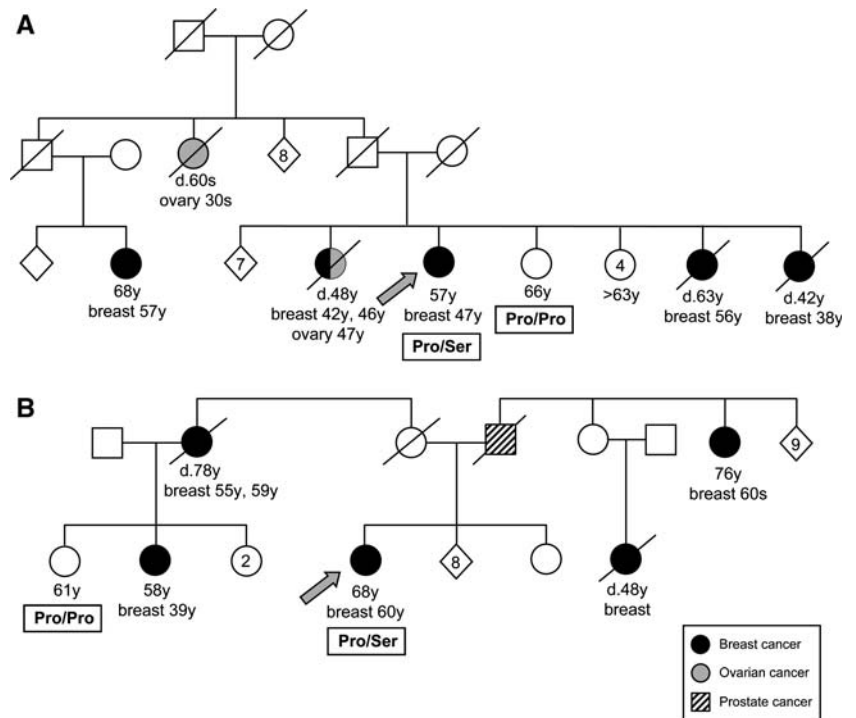 A
8
d.60s
ovary 30s
7
4
68y
breast 57y
d.48y
breast 42y, 46y
ovary 47y
57y
breast 47y
Pro/Ser
66y
Pro/Pro
>63y
d.63y
breast 56y
d.42y
breast 38y
B
9
d.78y
breast 55y, 59y
76y
breast 60s
2
8
61y
Pro/Pro
58y
breast 39y
68y
breast 60y
Pro/Ser
d.48y
breast
Breast cancer
Ovarian cancer
Prostate cancer